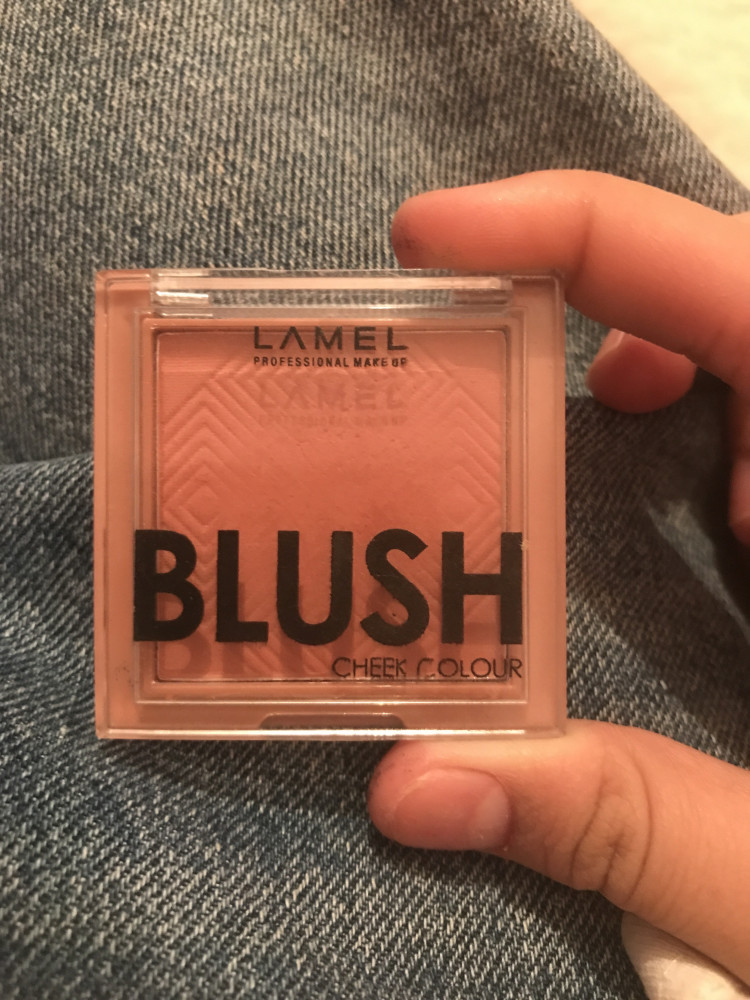 LAMEL
PROFESSIONAL MAKE UP
BLUSH
CHEEK COLOUR